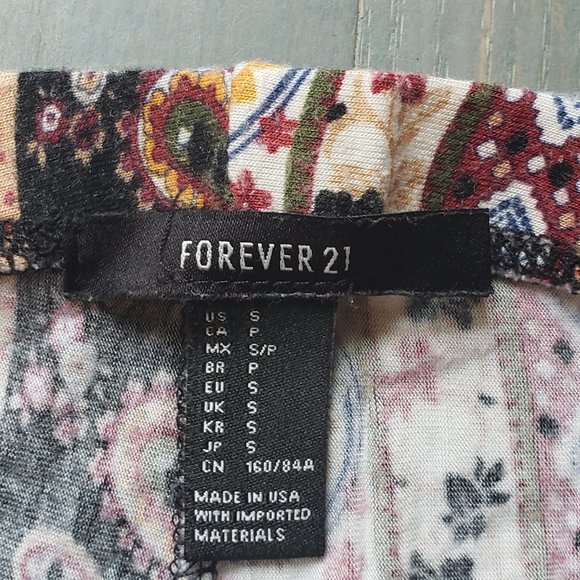 FOREVER 21
US S
CA P
MX S/P
BR P
EU S
UK S
KR S
JP S
CN 160/84A
MADE IN USA
WITH IMPORTED
MATERIALS